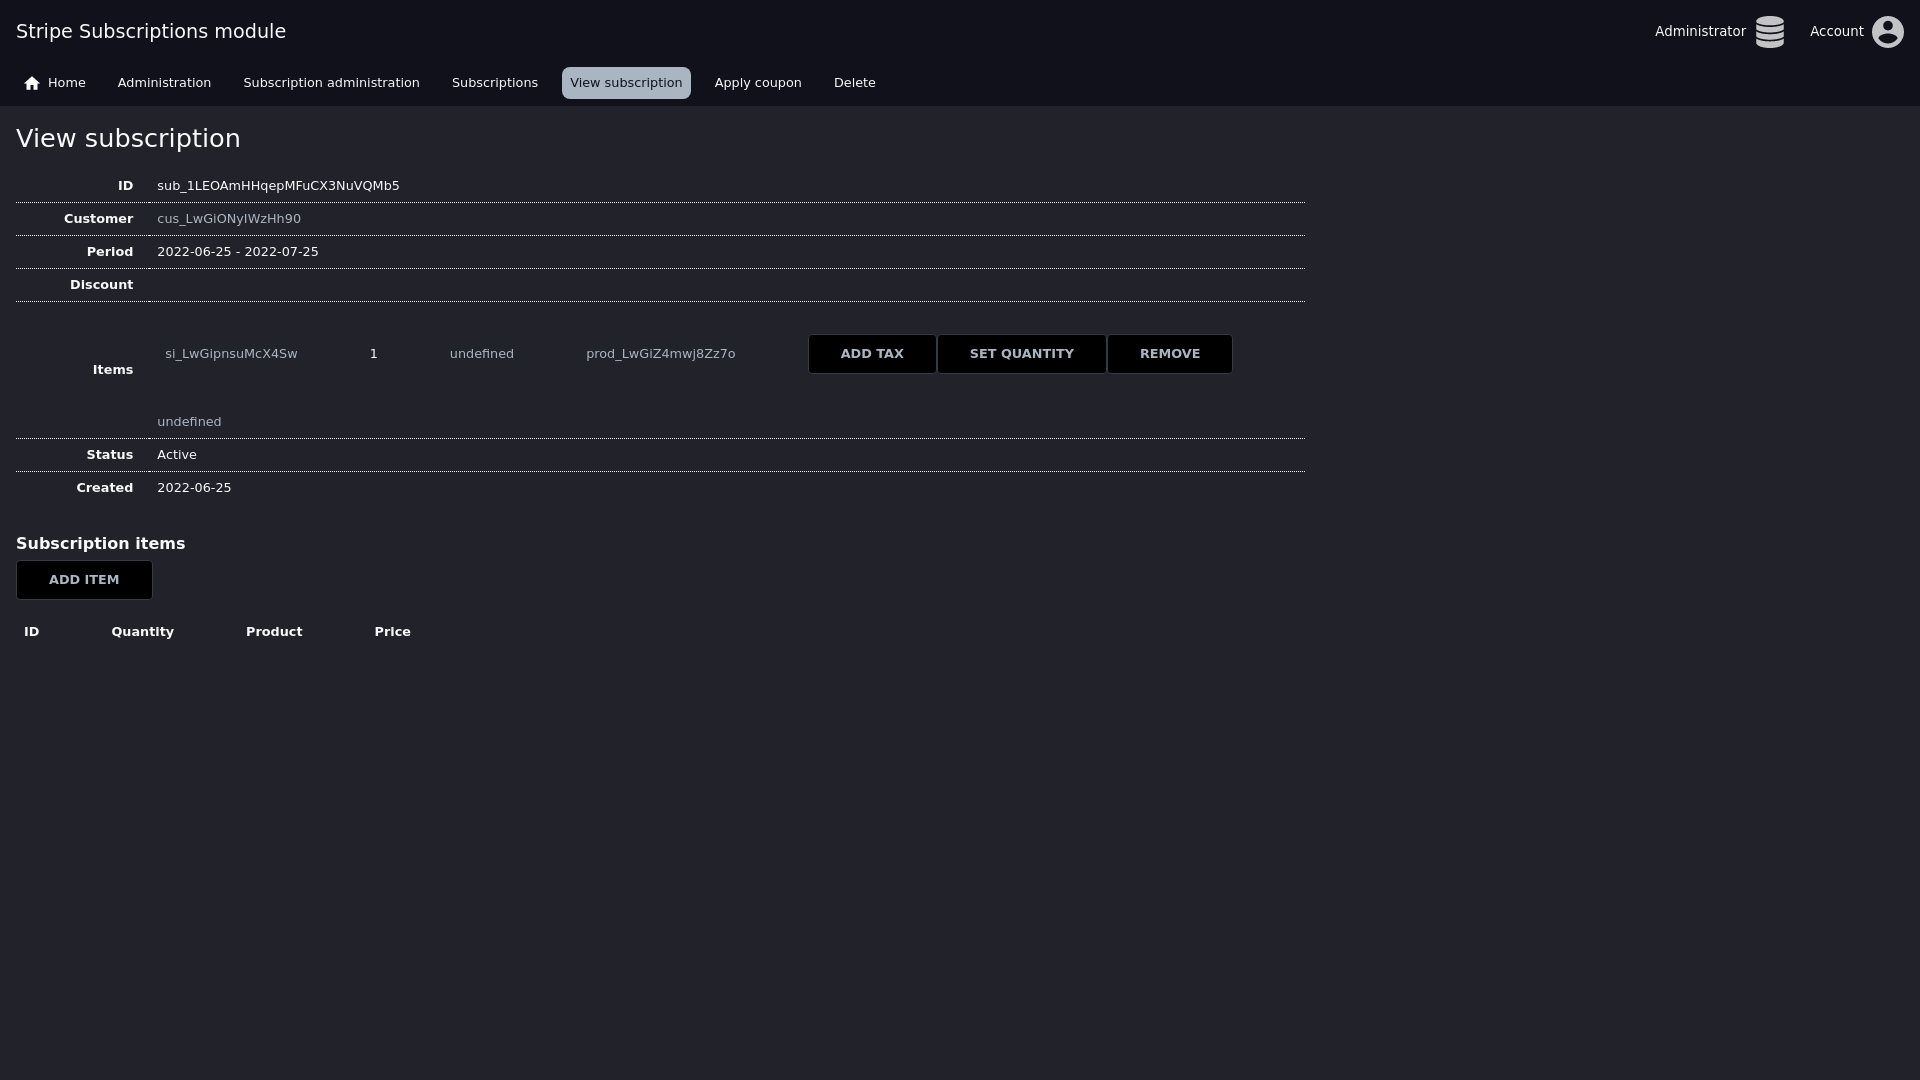 Stripe Subscriptions module
Administrator
Account
Home Administration Subscription administration Subscriptions View subscription Apply coupon Delete
View subscription
ID sub_1LEOAmHHqepMFuCX3NuVQMb5
Customer cus_LwGiONyIWzHh90
Period 2022-06-25 - 2022-07-25
Discount
Items si_LwGipnsuMcX4Sw 1 undefined prod_LwGiZ4mwj8Zz7o ADD TAX SET QUANTITY REMOVE
undefined
Status Active
Created 2022-06-25
Subscription items
ADD ITEM
ID Quantity Product Price